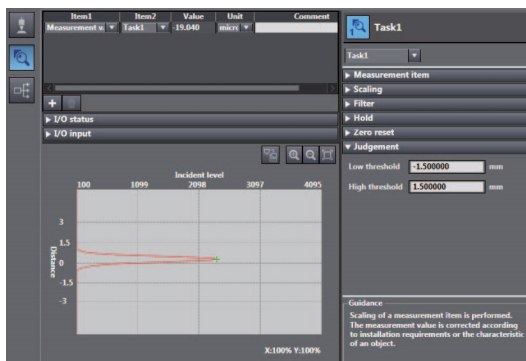 Item1 Item2 Value Unit Comment
Measurement v. Task1 -19.040 micr
I/O status
I/O input
Incident level
100 1099 2098 3097 4095
3
1.5
0
-1.5
-3
Distance
X:100% Y:100%
Task1
Task1
Measurement item
Scaling
Filter
Hold
Zero reset
Judgement
Low threshold -1.500000 mm
High threshold 1.500000 mm
Guidance
Scaling of a measurement item is performed.
The measurement value is corrected according
to installation requirements or the characteristic
of an object.